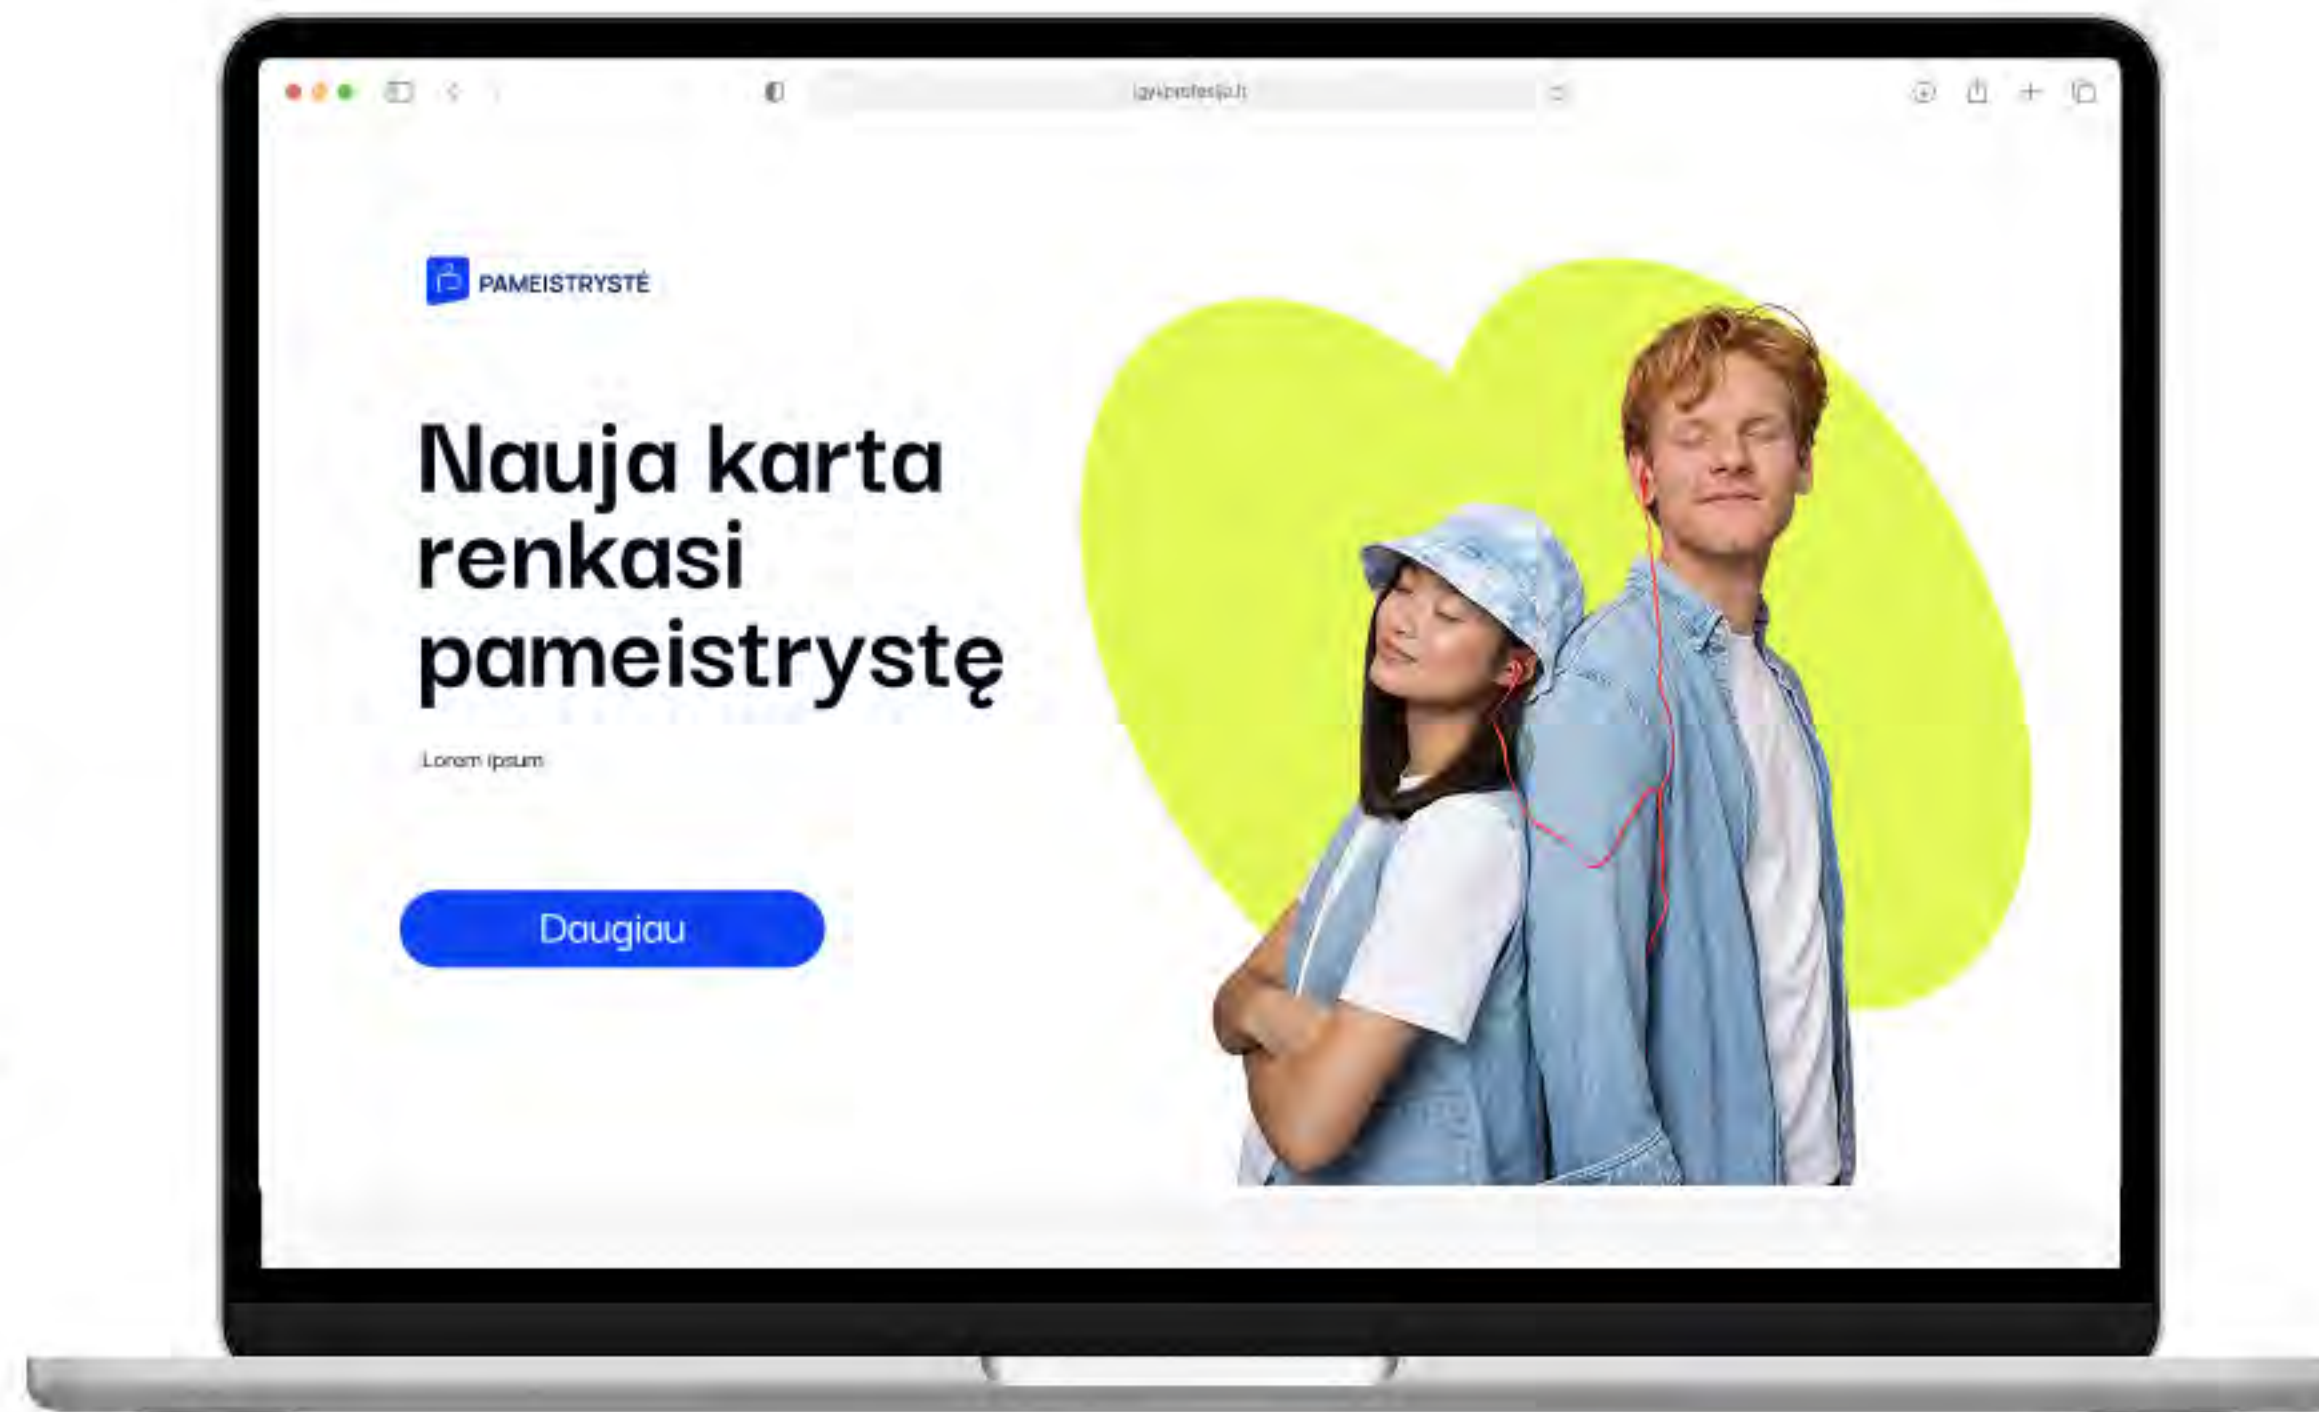 PAMEISTRYSTĖ
Nauja karta
renkasi
pameistrystę
Lorem ipsum
Daugiau